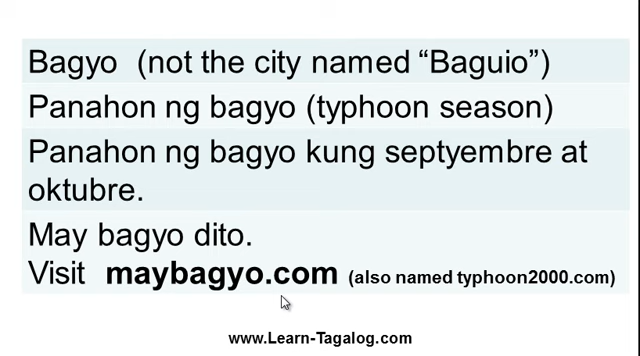 Bagyo (not the city named “Baguio”)
Panahon ng bagyo (typhoon season)
Panahon ng bagyo kung septyembre at
oktubre.
May bagyo dito.
Visit maybagyo.com (also named typhoon2000.com)
www.Learn-Tagalog.com